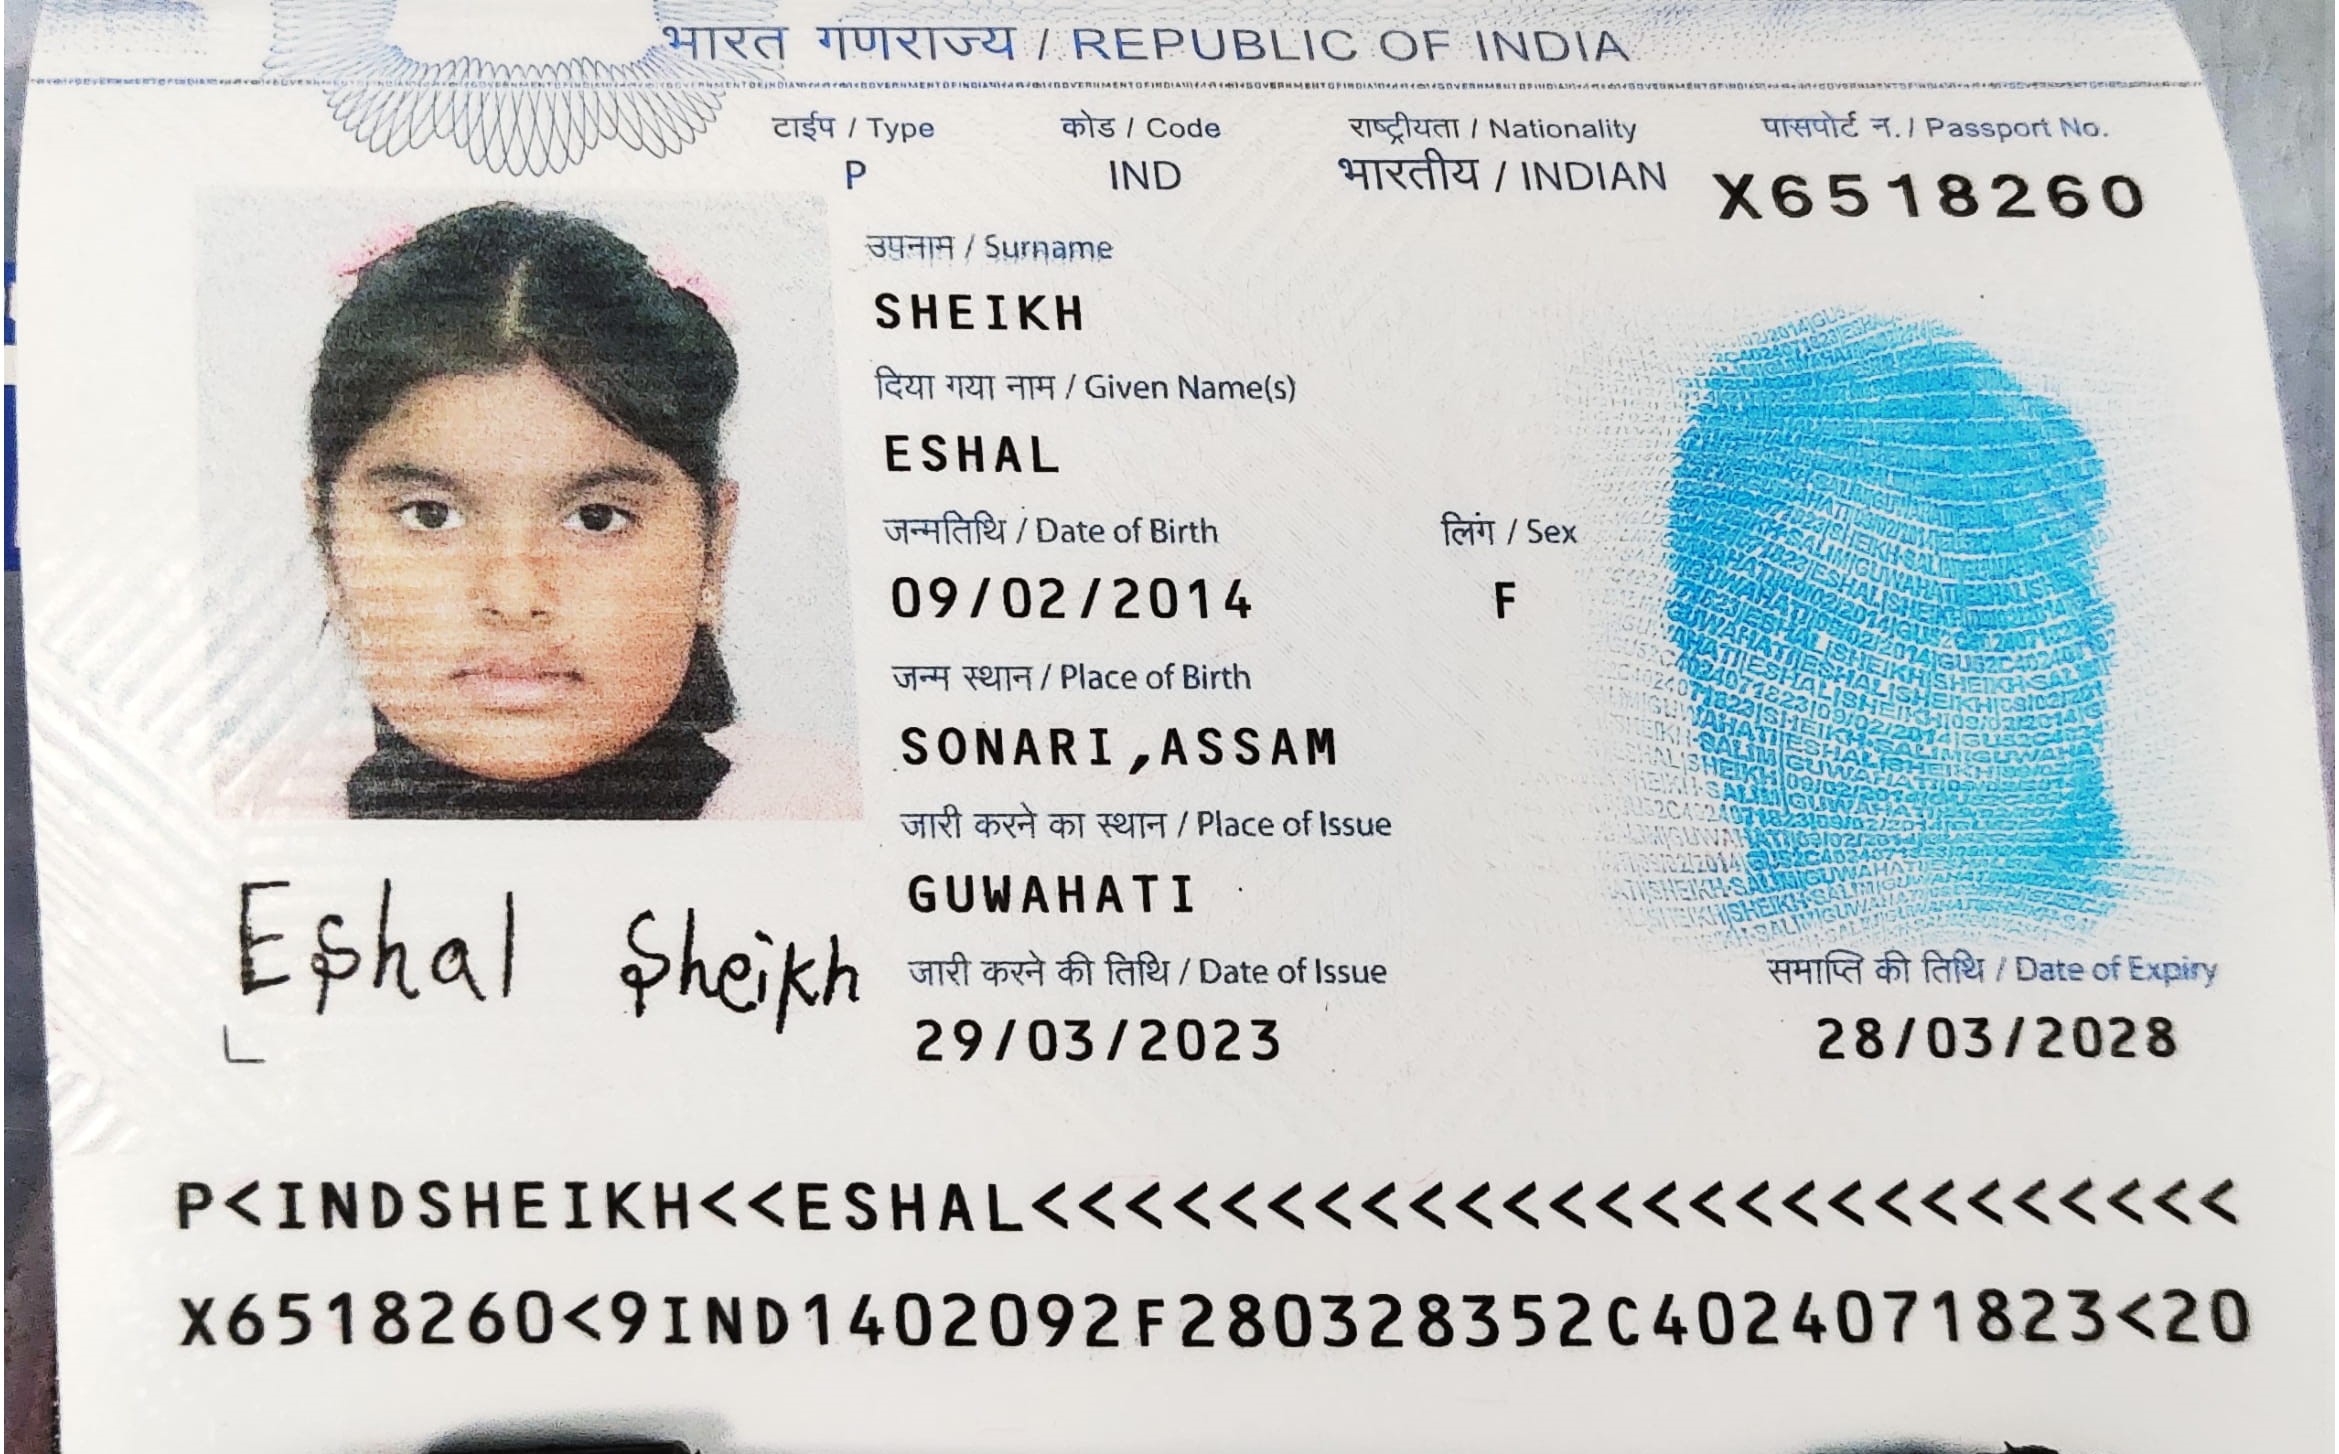 भारत गणराज्य / REPUBLIC OF INDIA
टाईप / Type
P
कोड / Code
IND
राष्ट्रीयता / Nationality
भारतीय / INDIAN
पासपोर्ट न. / Passport No.
X6518260
उपनाम / Surname
SHEIKH
दिया गया नाम / Given Name(s)
ESHAL
जन्मतिथि / Date of Birth
09/02/2014
लिंग / Sex
F
जन्म स्थान / Place of Birth
SONARI,ASSAM
जारी करने का स्थान / Place of Issue
GUWAHATI
Eshal Sheikh
जारी करने की तिथि / Date of Issue
29/03/2023
समाप्ति की तिथि / Date of Expiry
28/03/2028
P<INDSHEIKH<<ESHAL<<<<<<<<<<<<<<<<<<<<<<<<<<
X6518260<9IND1402092F280328352C4024071823<20